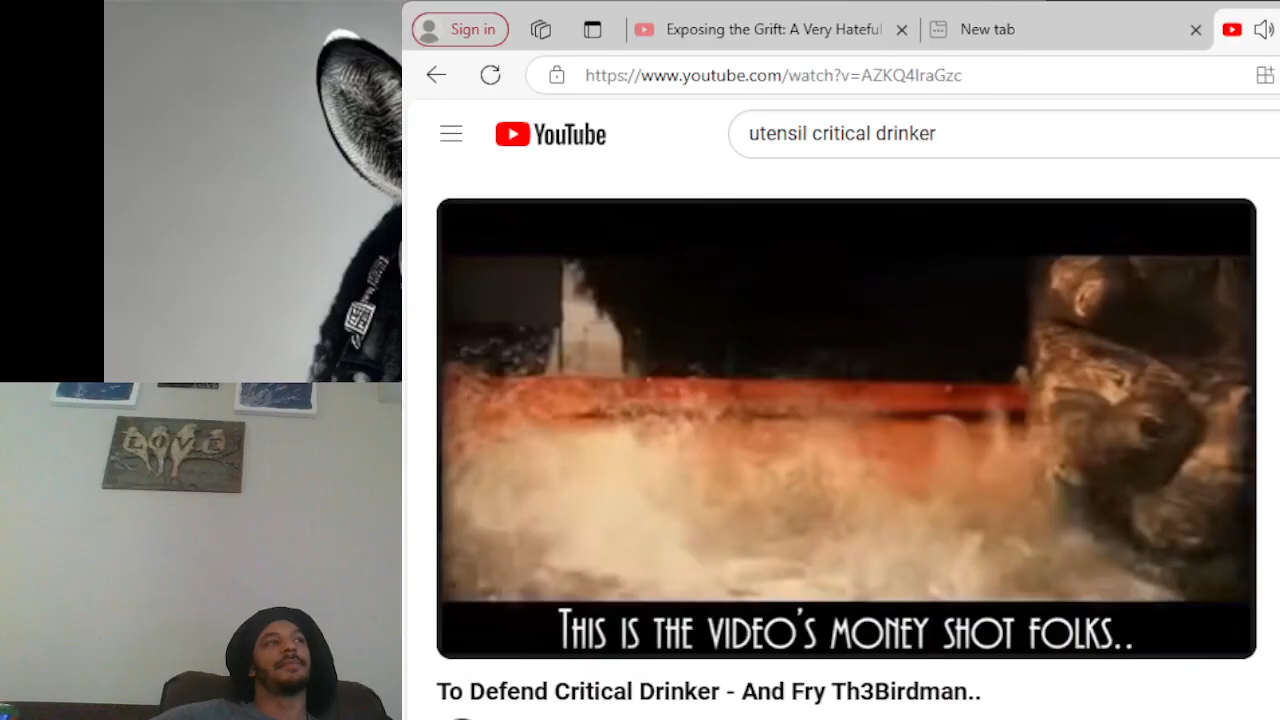 Sign in
Exposing the Grift: A Very Hateful
New tab
https://www.youtube.com/watch?v=AZKQ4lraGzc
YouTube
utensil critical drinker
LOVE
THIS IS THE VIDEO'S MONEY SHOT FOLKS..
To Defend Critical Drinker - And Fry Th3Birdman..